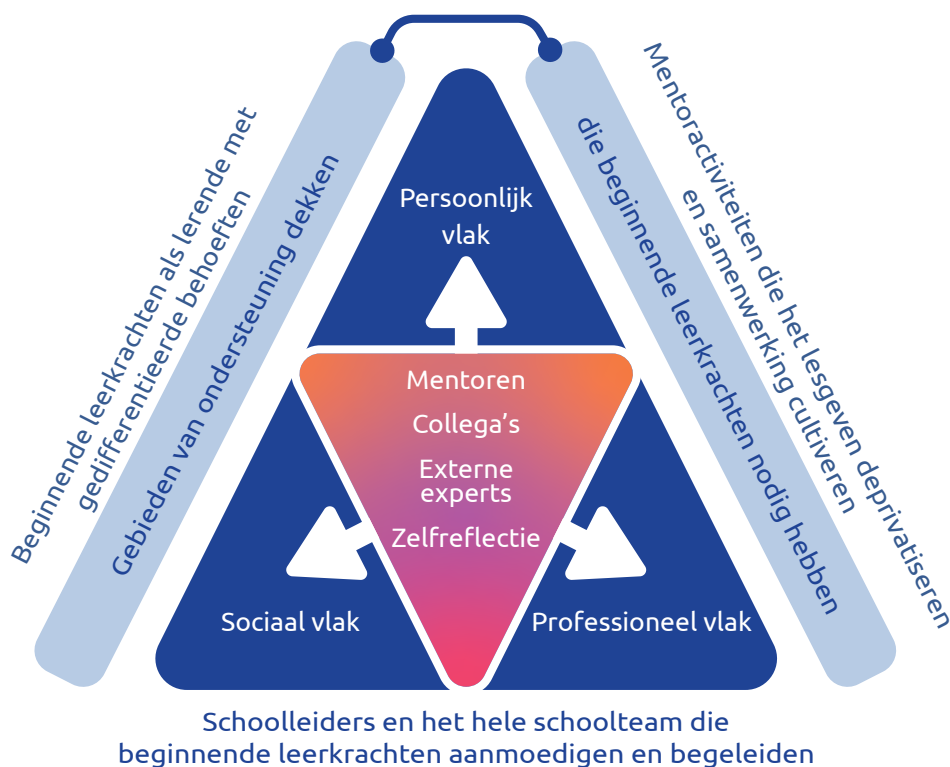 Beginnende leerkrachten als lerende met
gedifferentieerde behoeften
Gebieden van ondersteuning dekken
die beginnende leerkrachten nodig hebben
Mentoractiviteiten die het lesgeven deprivatiseren
en samenwerking cultiveren
Persoonlijk
vlak
Mentoren
Collega’s
Externe
experts
Zelfreflectie
Sociaal vlak
Professioneel vlak
Schoolleiders en het hele schoolteam die
beginnende leerkrachten aanmoedigen en begeleiden